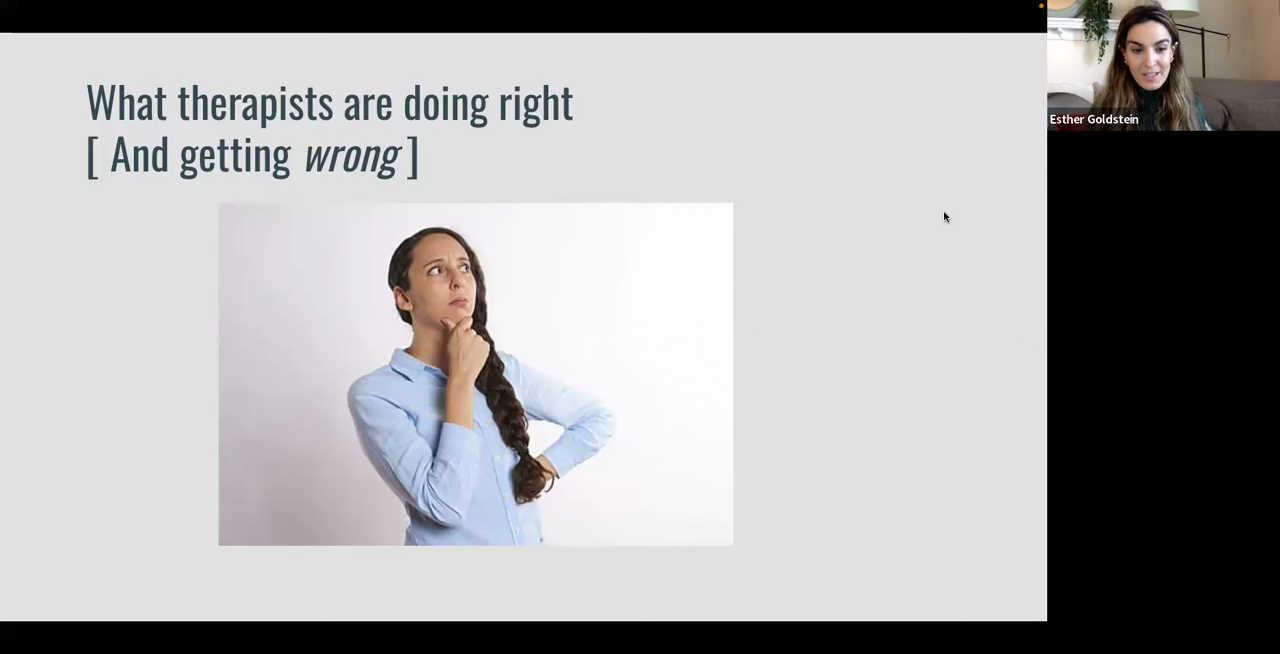 What therapists are doing right
[ And getting wrong ]
Esther Goldstein